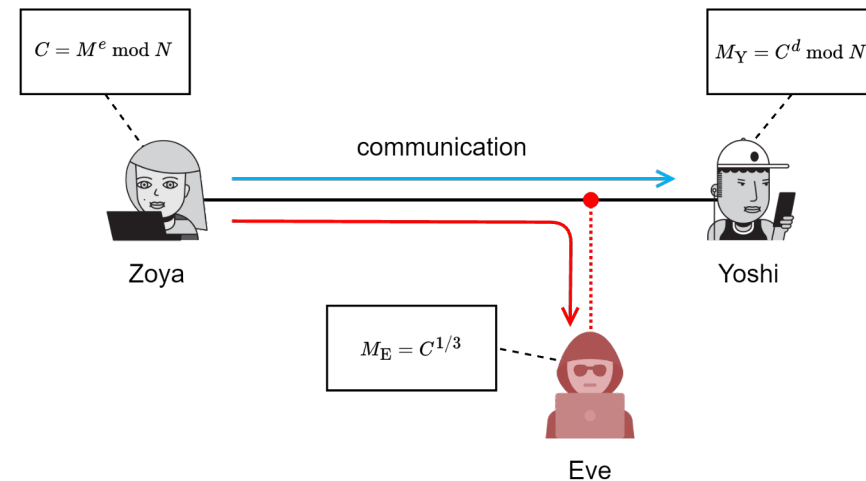 C = M^e mod N
M_Y = C^d mod N
communication
Zoya
Yoshi
M_E = C^{1/3}
Eve